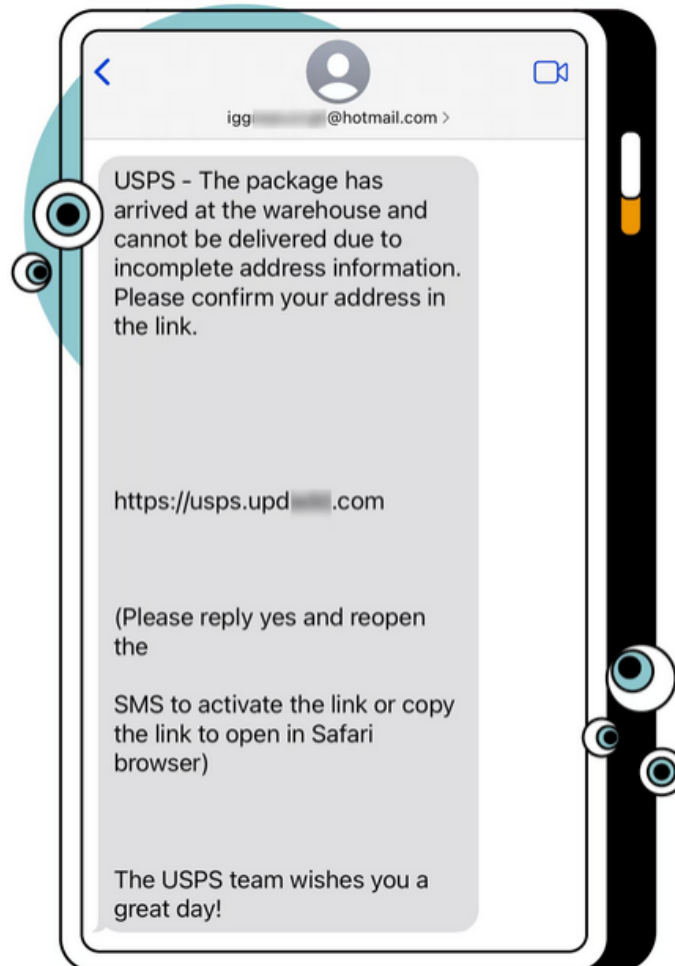 igg @hotmail.com >
USPS - The package has
arrived at the warehouse and
cannot be delivered due to
incomplete address information.
Please confirm your address in
the link.
https://usps.upd .com
(Please reply yes and reopen
the
SMS to activate the link or copy
the link to open in Safari
browser)
The USPS team wishes you a
great day!